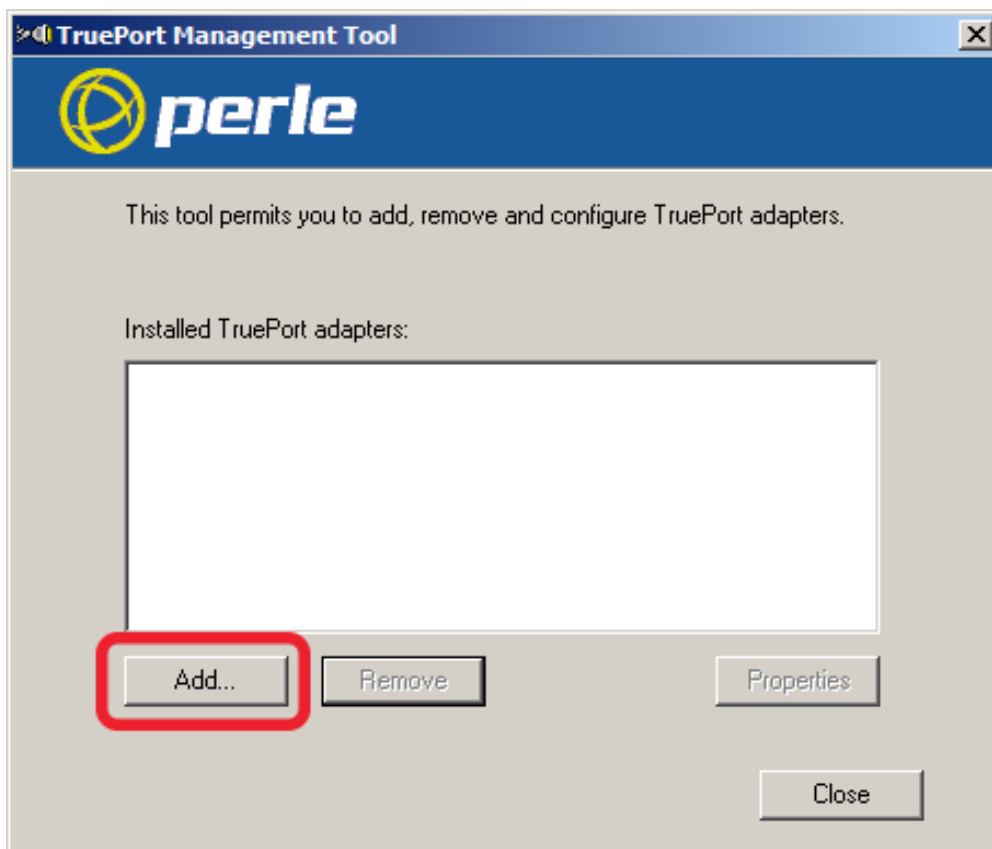 TruePort Management Tool
perle
This tool permits you to add, remove and configure TruePort adapters.
Installed TruePort adapters:
Add...
Remove
Properties
Close